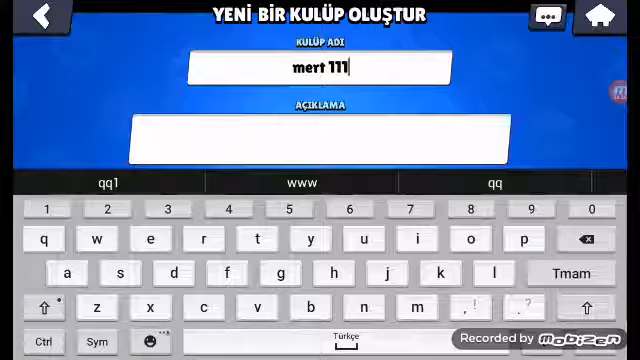 YENİ BİR KULÜP OLUŞTUR
KULÜP ADI
mert 111
AÇIKLAMA
qq1 www qq
1 2 3 4 5 6 7 8 9 0
q w e r t y u i o p
a s d f g h j k l Tmam
z x c v b n m , ! . ?
Ctrl Sym Türkçe
Recorded by MOBIZEN